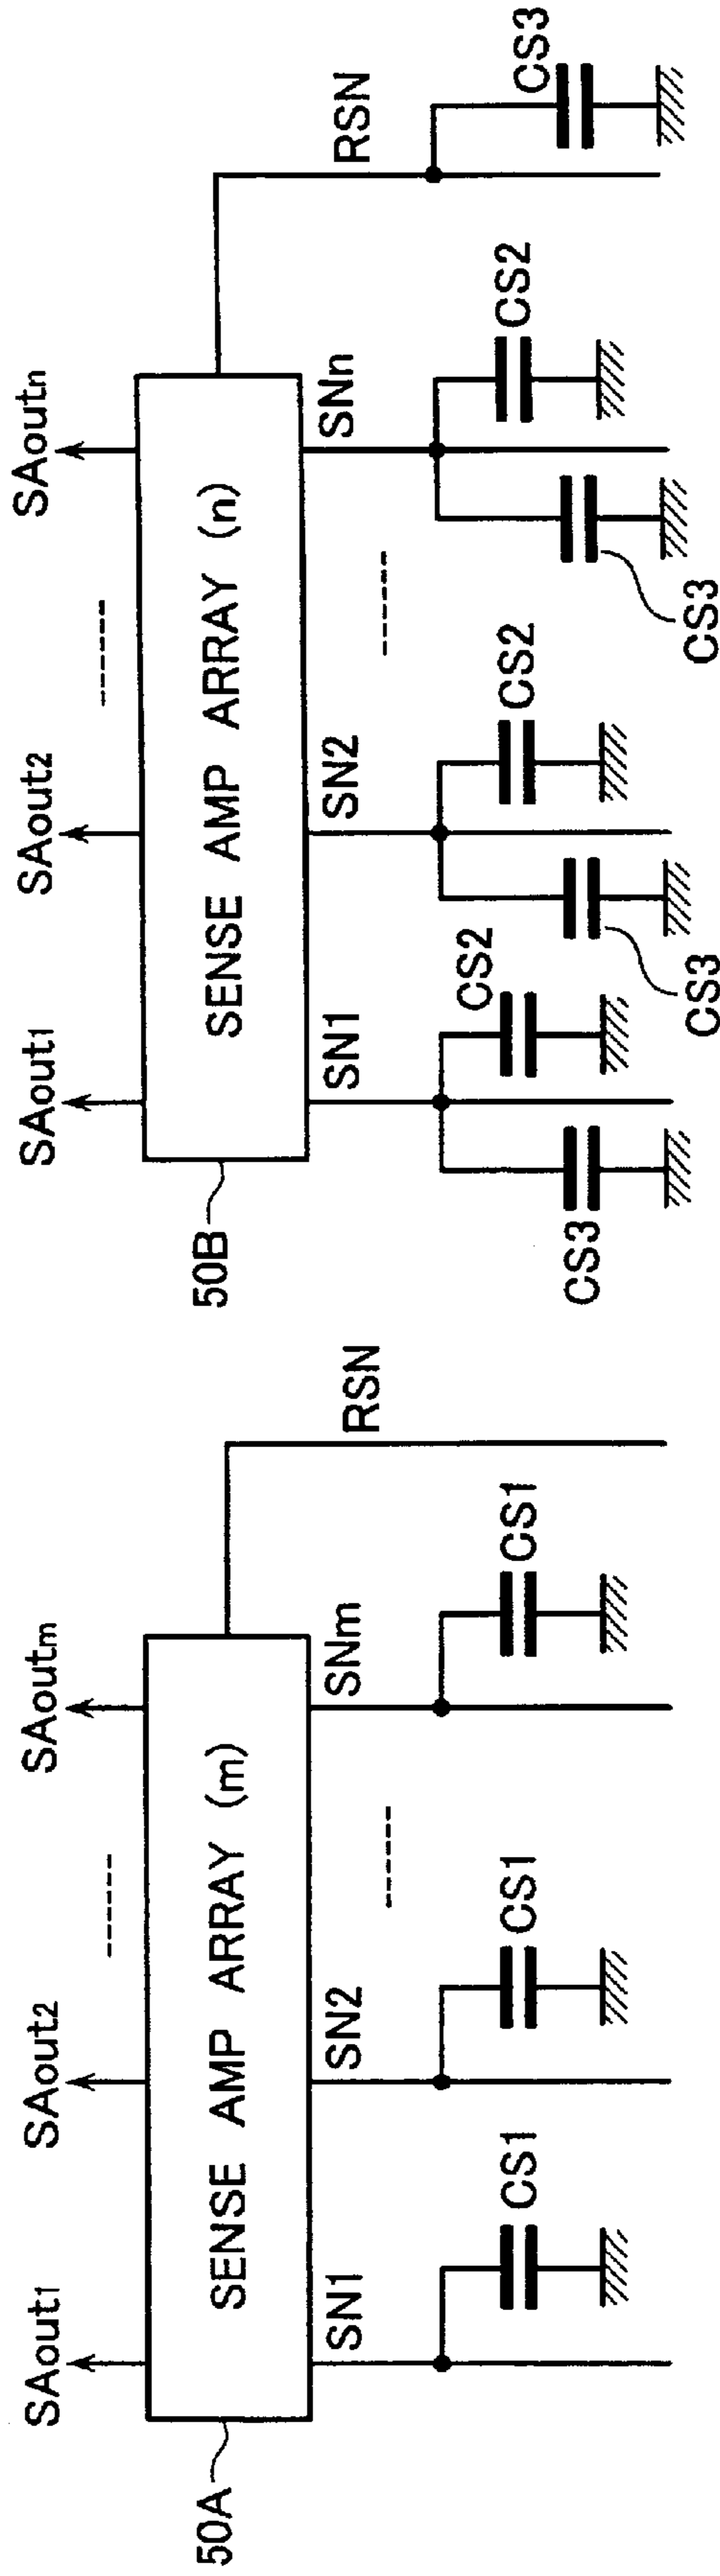 SAout1
SAout2
------
SAoutm
50A
SENSE AMP ARRAY (m)
SN1
SN2
SNm
RSN
------
CS1
CS1
CS1
SAout1
SAout2
------
SAoutn
50B
SENSE AMP ARRAY (n)
SN1
SN2
SNn
RSN
------
CS2
CS2
CS2
CS3
CS3
CS3
CS3